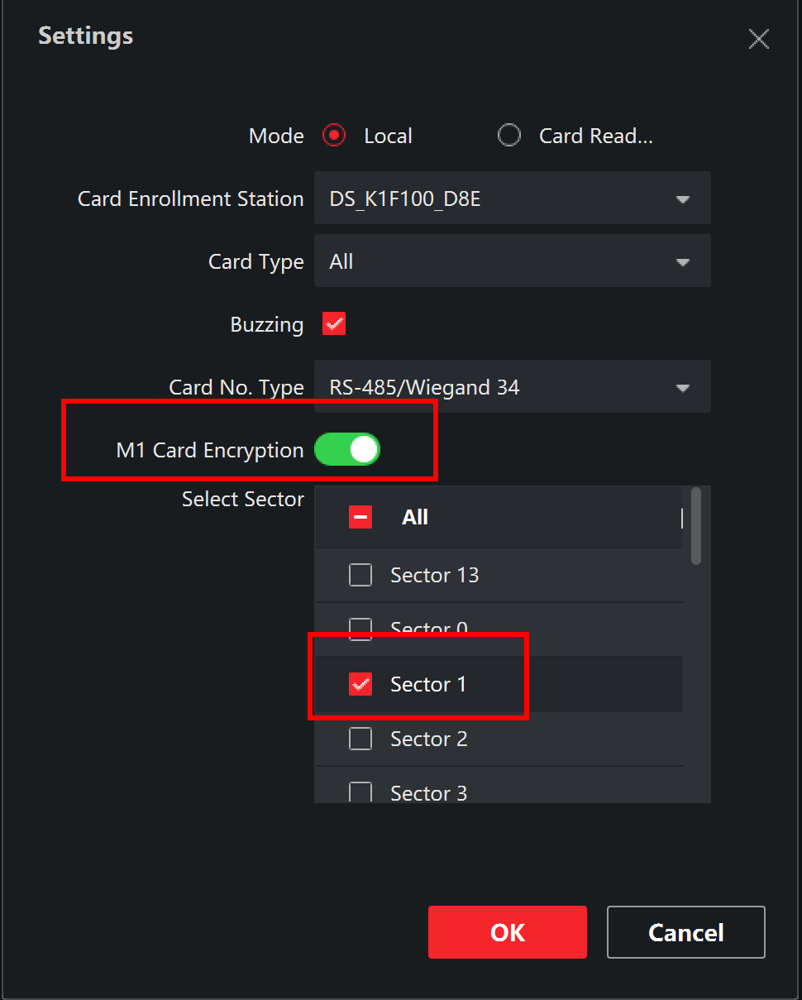 Settings
Mode Local Card Read...
Card Enrollment Station DS_K1F100_D8E
Card Type All
Buzzing
Card No. Type RS-485/Wiegand 34
M1 Card Encryption
Select Sector All
Sector 13
Sector 0
Sector 1
Sector 2
Sector 3
OK Cancel